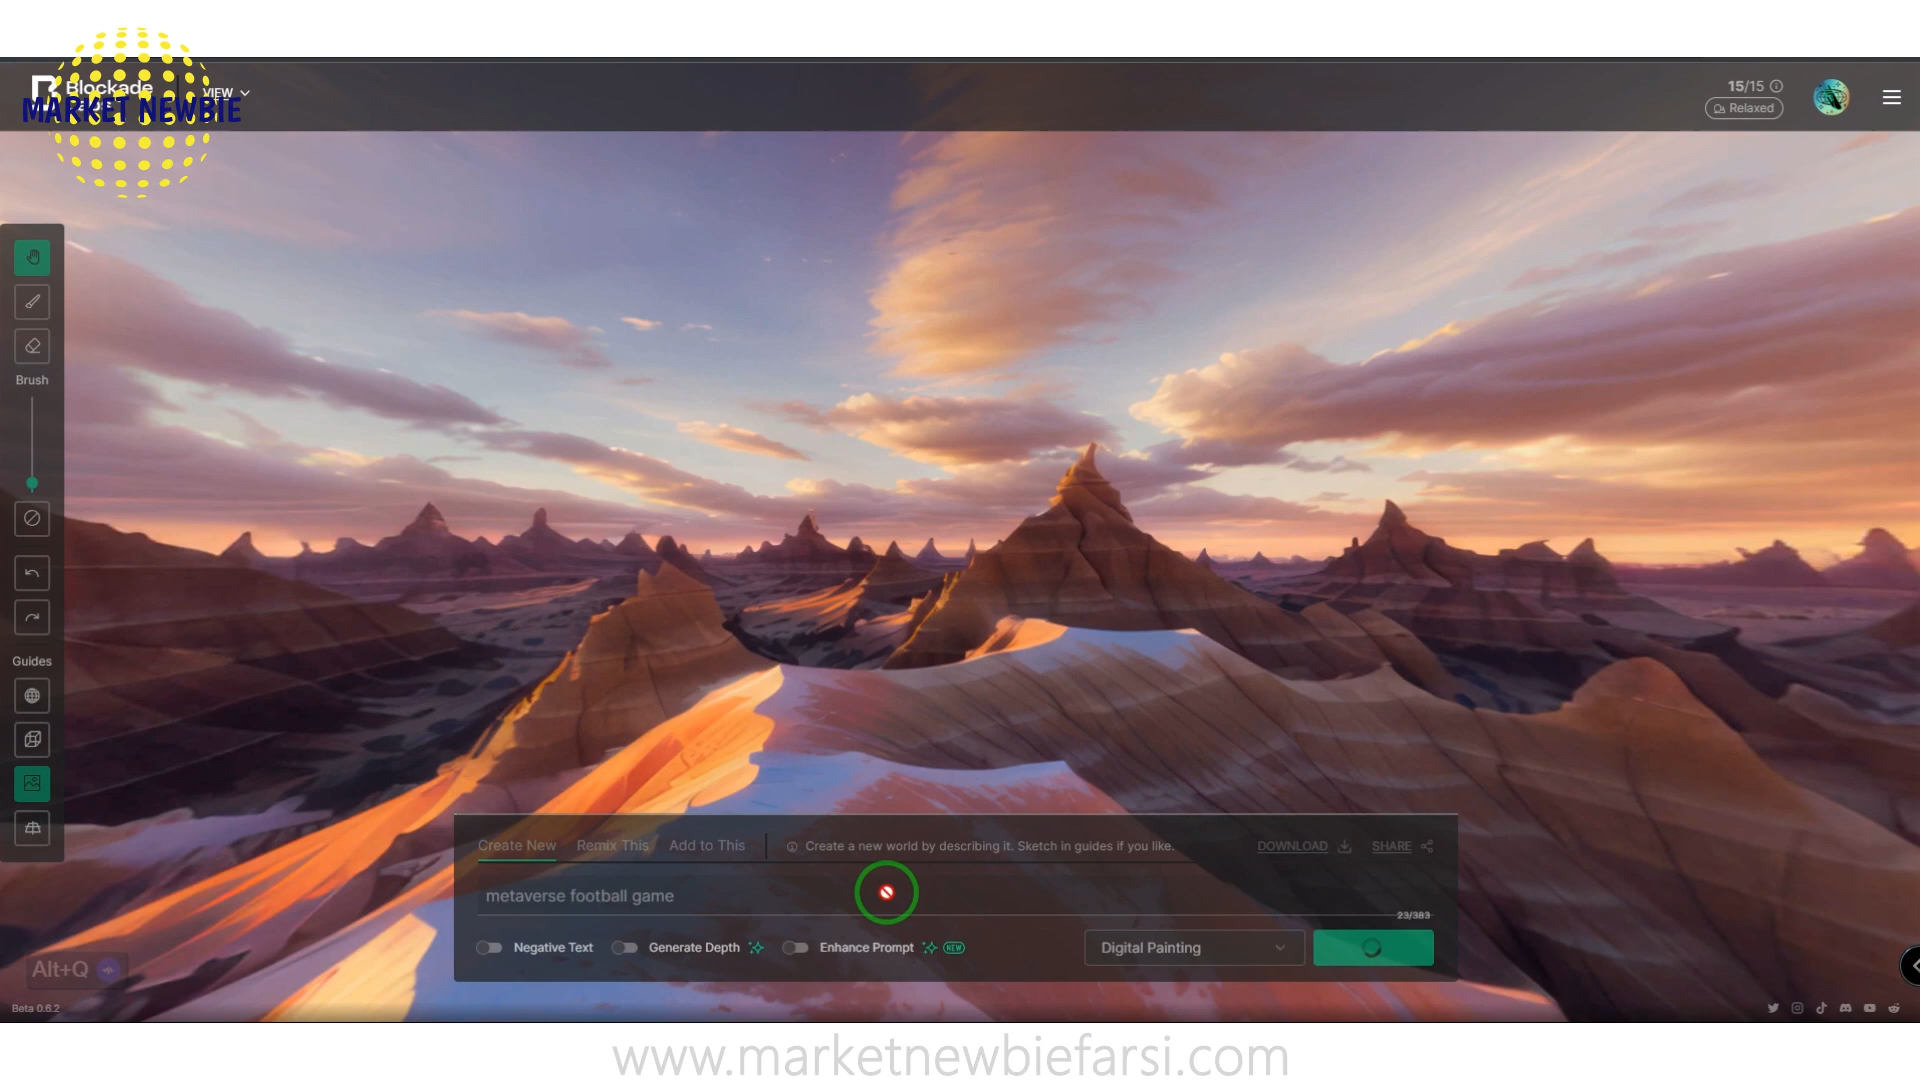 Blockade
MARKET NEWBIE
VIEW
15/15
Relaxed
Brush
Guides
Create New
Remix This
Add to This
Create a new world by describing it. Sketch in guides if you like.
DOWNLOAD
SHARE
metaverse football game
23/383
Negative Text
Generate Depth
Enhance Prompt
NEW
Digital Painting
Alt+Q
Beta 0.6.2
www.marketnewbiefarsi.com